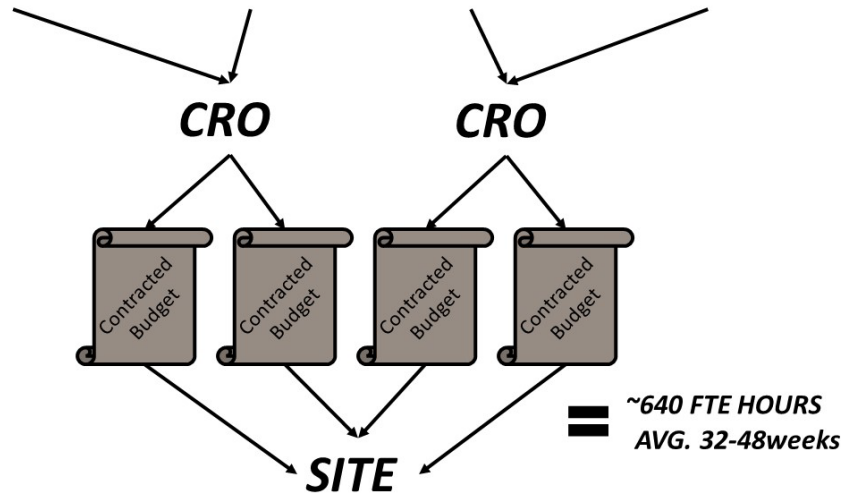 CRO CRO
Contracted
Budget
Contracted
Budget
Contracted
Budget
Contracted
Budget
~640 FTE HOURS
AVG. 32-48weeks
SITE